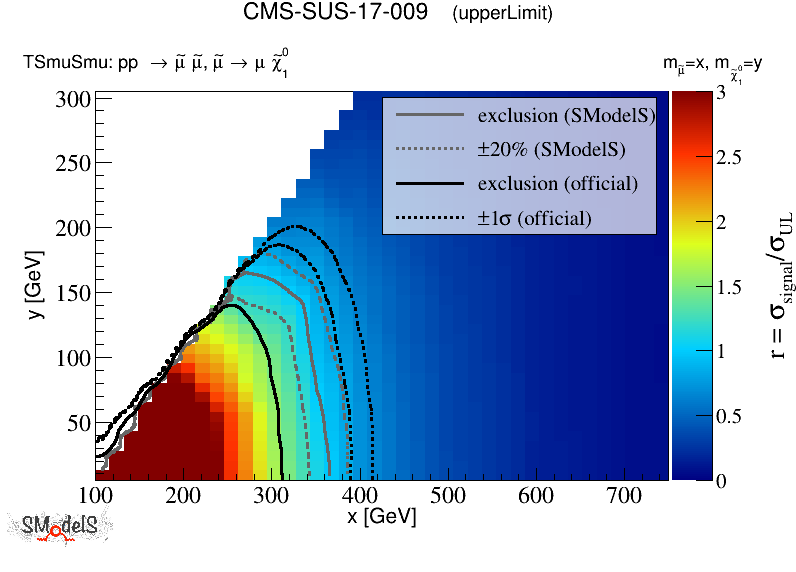 CMS-SUS-17-009 (upperLimit)
TSmuSmu: pp → μ̃ μ̃, μ̃ → μ χ̃⁰₁
m_μ̃=x, m_χ̃⁰₁=y
exclusion (SModelS)
±20% (SModelS)
exclusion (official)
±1σ (official)
300
250
200
150
100
50
y [GeV]
100 200 300 400 500 600 700
x [GeV]
3
2.5
2
1.5
1
0.5
0
r = σ_signal/σ_UL
SModelS